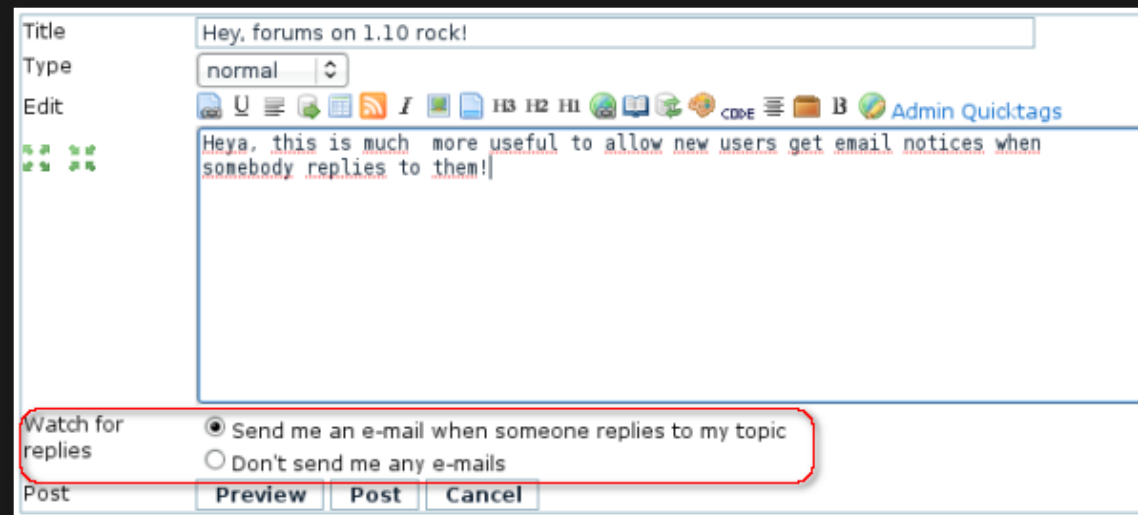 Title Hey, forums on 1.10 rock!
Type normal
Edit U I H3 H2 H1 CODE B Admin Quicktags
Heya, this is much  more useful to allow new users get email notices when
somebody replies to them!
Watch for
replies
Send me an e-mail when someone replies to my topic
Don't send me any e-mails
Post Preview Post Cancel